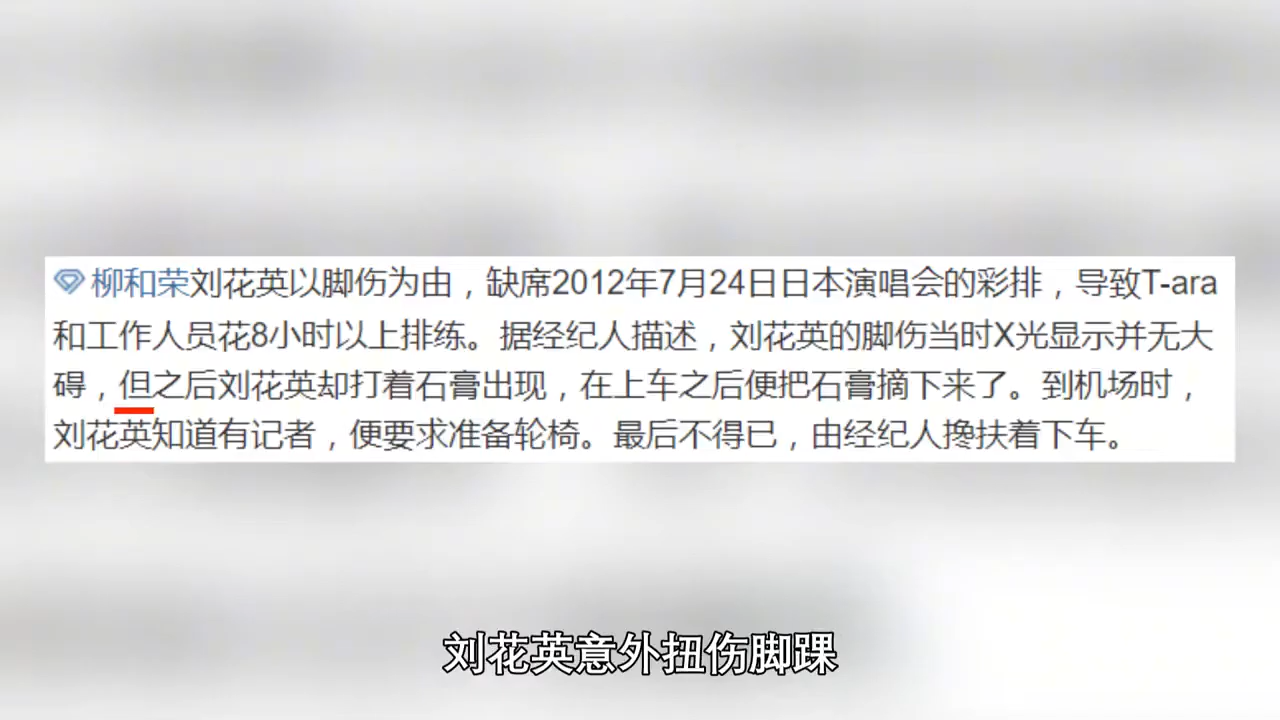 柳和荣刘花英以脚伤为由，缺席2012年7月24日日本演唱会的彩排，导致T-ara
和工作人员花8小时以上排练。据经纪人描述，刘花英的脚伤当时X光显示并无大
碍，但之后刘花英却打着石膏出现，在上车之后便把石膏摘下来了。到机场时，
刘花英知道有记者，便要求准备轮椅。最后不得已，由经纪人搀扶着下车。
刘花英意外扭伤脚踝